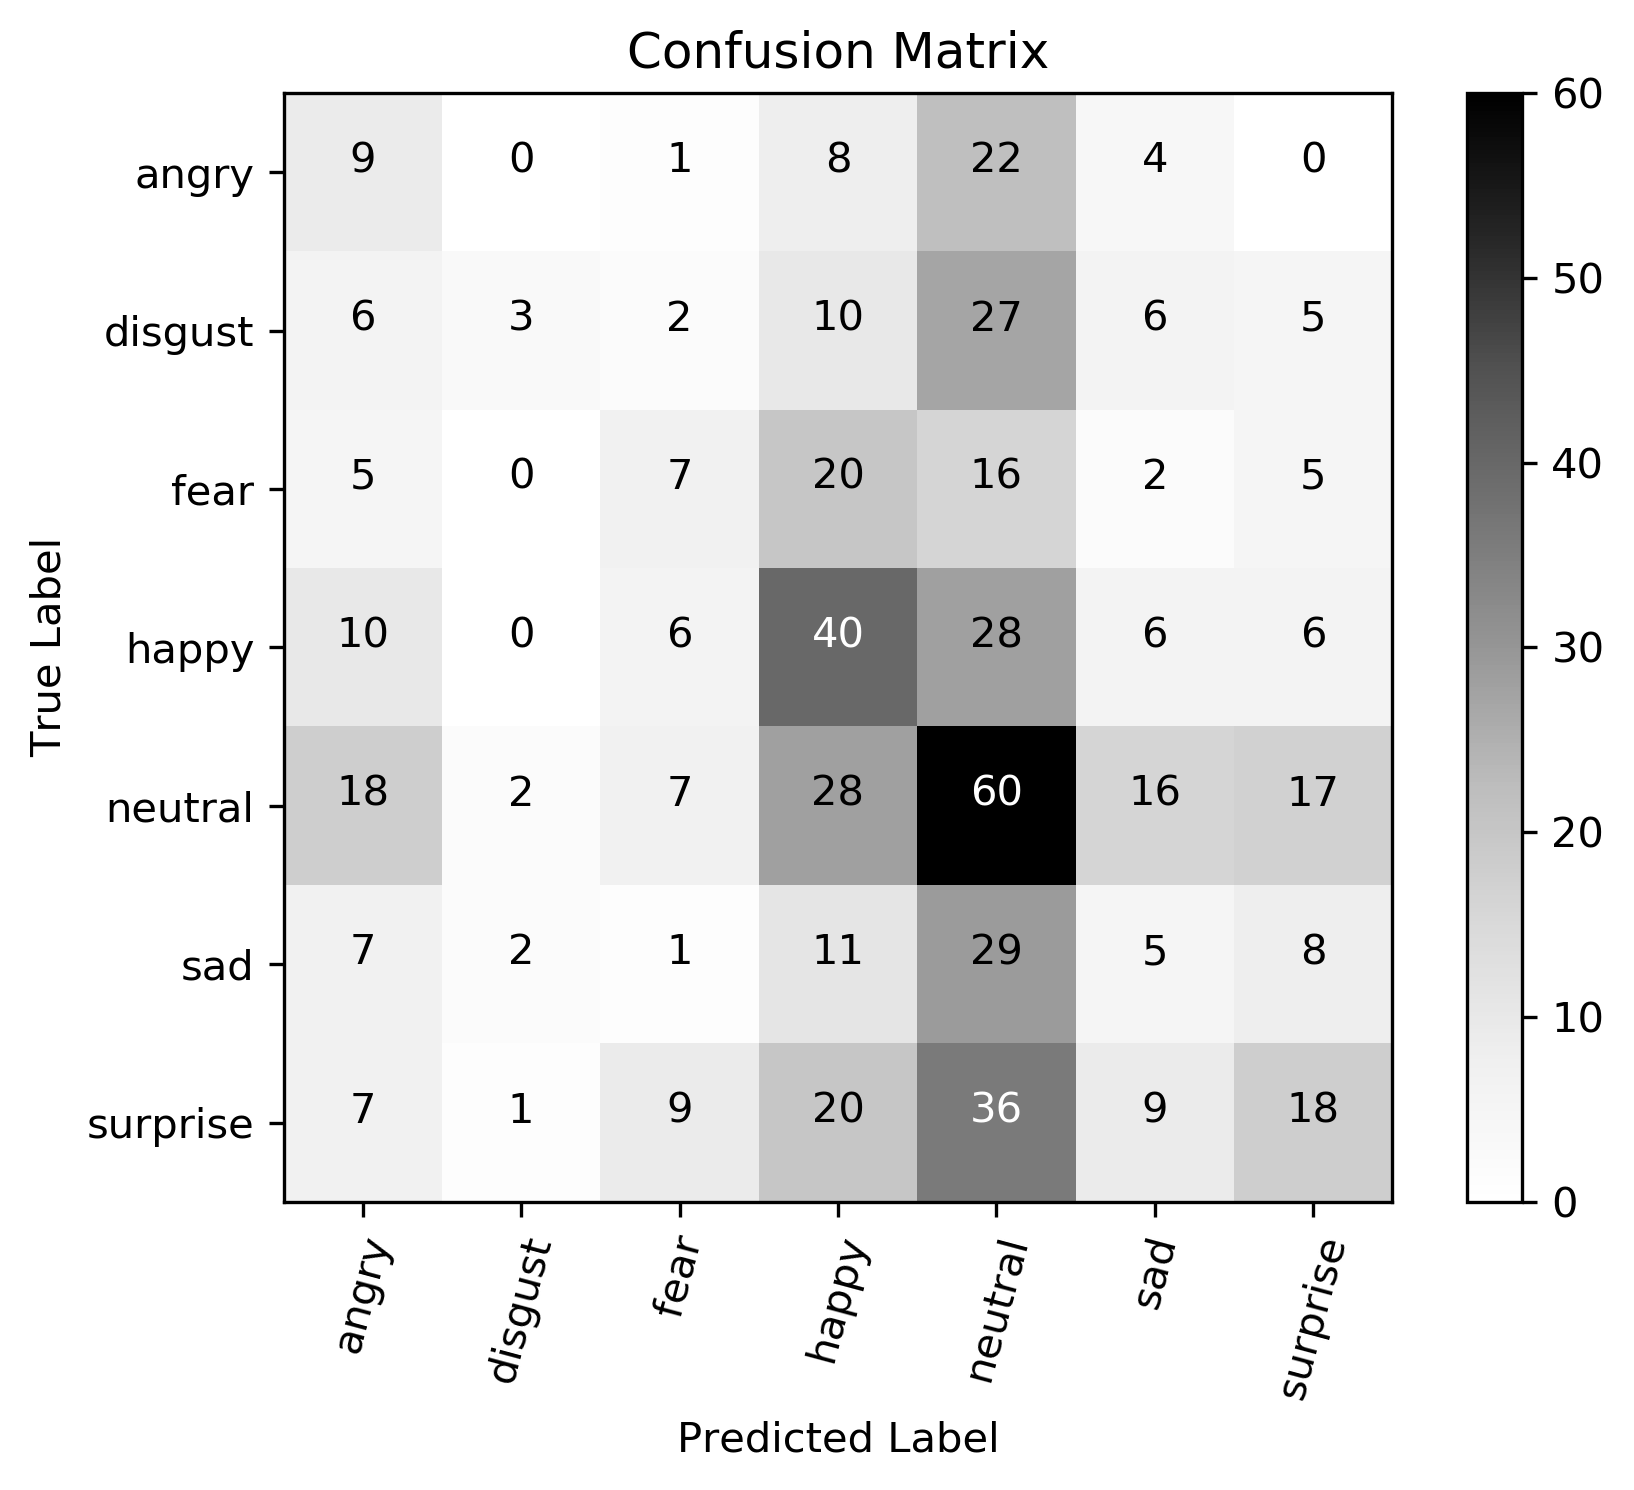 Confusion Matrix
angry 9 0 1 8 22 4 0
disgust 6 3 2 10 27 6 5
fear 5 0 7 20 16 2 5
happy 10 0 6 40 28 6 6
neutral 18 2 7 28 60 16 17
sad 7 2 1 11 29 5 8
surprise 7 1 9 20 36 9 18
True Label
angry disgust fear happy neutral sad surprise
Predicted Label
60
50
40
30
20
10
0